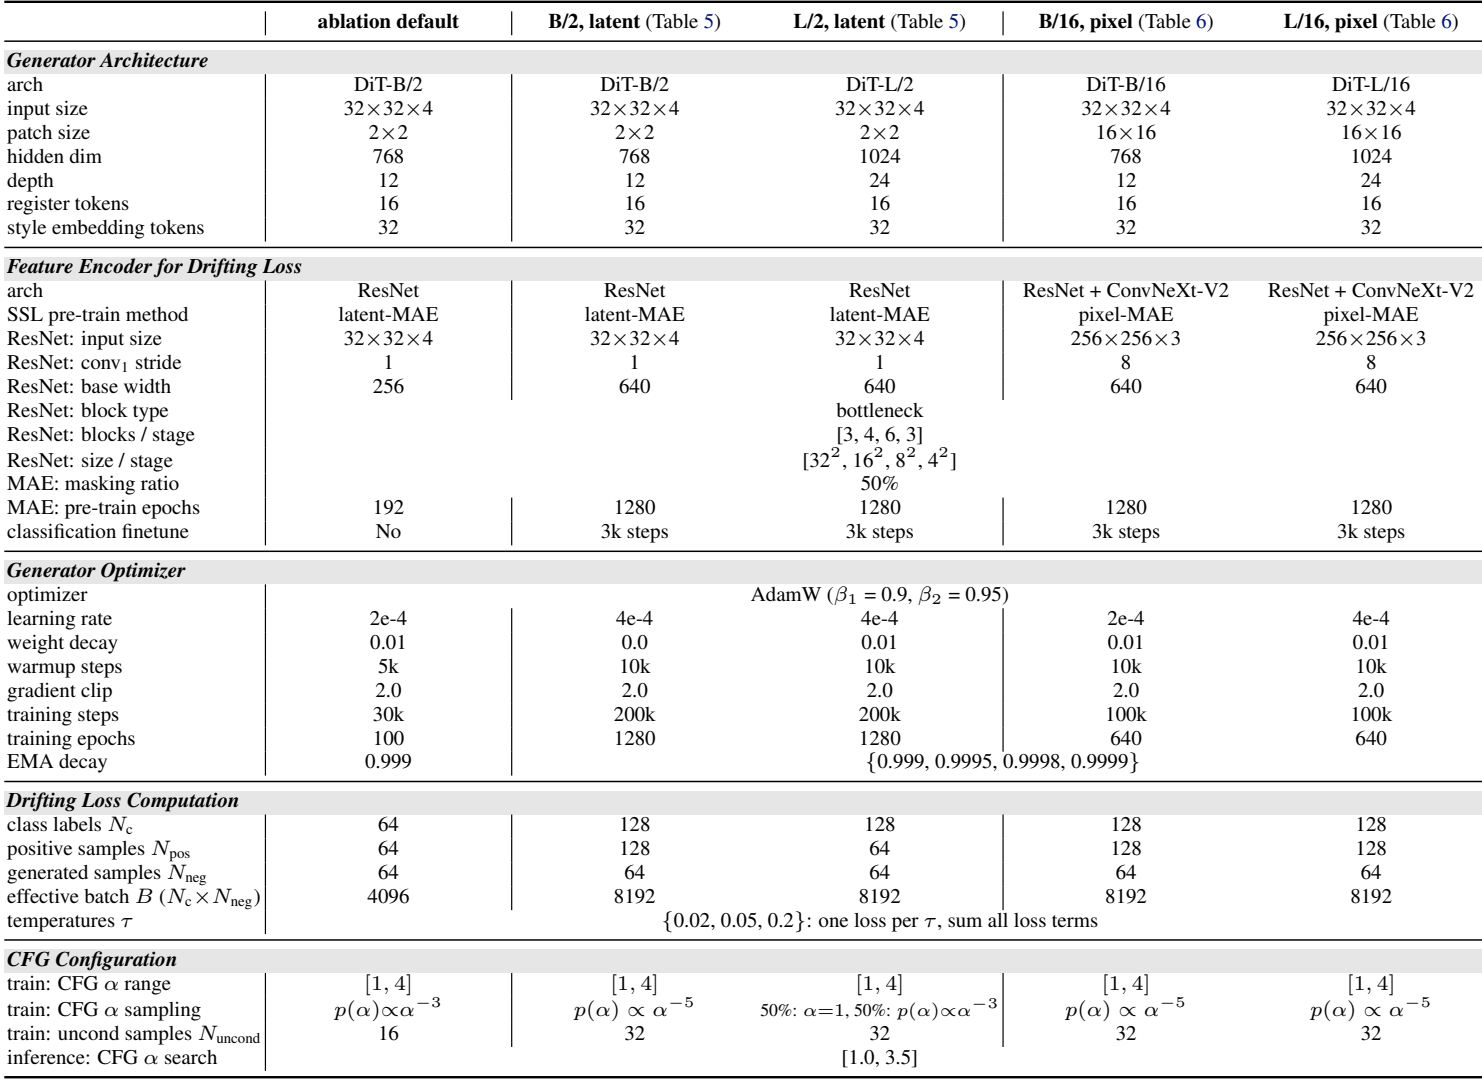 ablation default B/2, latent (Table 5) L/2, latent (Table 5) B/16, pixel (Table 6) L/16, pixel (Table 6)
Generator Architecture
arch DiT-B/2 DiT-B/2 DiT-L/2 DiT-B/16 DiT-L/16
input size 32×32×4 32×32×4 32×32×4 32×32×4 32×32×4
patch size 2×2 2×2 2×2 16×16 16×16
hidden dim 768 768 1024 768 1024
depth 12 12 24 12 24
register tokens 16 16 16 16 16
style embedding tokens 32 32 32 32 32
Feature Encoder for Drifting Loss
arch ResNet ResNet ResNet ResNet + ConvNeXt-V2 ResNet + ConvNeXt-V2
SSL pre-train method latent-MAE latent-MAE latent-MAE pixel-MAE pixel-MAE
ResNet: input size 32×32×4 32×32×4 32×32×4 256×256×3 256×256×3
ResNet: conv₁ stride 1 1 1 8 8
ResNet: base width 256 640 640 640 640
ResNet: block type bottleneck
ResNet: blocks / stage [3, 4, 6, 3]
ResNet: size / stage [32², 16², 8², 4²]
MAE: masking ratio 50%
MAE: pre-train epochs 192 1280 1280 1280 1280
classification finetune No 3k steps 3k steps 3k steps 3k steps
Generator Optimizer
optimizer AdamW (β₁ = 0.9, β₂ = 0.95)
learning rate 2e-4 4e-4 4e-4 2e-4 4e-4
weight decay 0.01 0.0 0.01 0.01 0.01
warmup steps 5k 10k 10k 10k 10k
gradient clip 2.0 2.0 2.0 2.0 2.0
training steps 30k 200k 200k 100k 100k
training epochs 100 1280 1280 640 640
EMA decay 0.999 {0.999, 0.9995, 0.9998, 0.9999}
Drifting Loss Computation
class labels N_c 64 128 128 128 128
positive samples N_pos 64 128 64 128 128
generated samples N_neg 64 64 64 64 64
effective batch B (N_c×N_neg) 4096 8192 8192 8192 8192
temperatures τ {0.02, 0.05, 0.2}: one loss per τ, sum all loss terms
CFG Configuration
train: CFG α range [1, 4] [1, 4] [1, 4] [1, 4] [1, 4]
train: CFG α sampling p(α)∝α⁻³ p(α) ∝ α⁻⁵ 50%: α=1, 50%: p(α)∝α⁻³ p(α) ∝ α⁻⁵ p(α) ∝ α⁻⁵
train: uncond samples N_uncond 16 32 32 32 32
inference: CFG α search [1.0, 3.5]